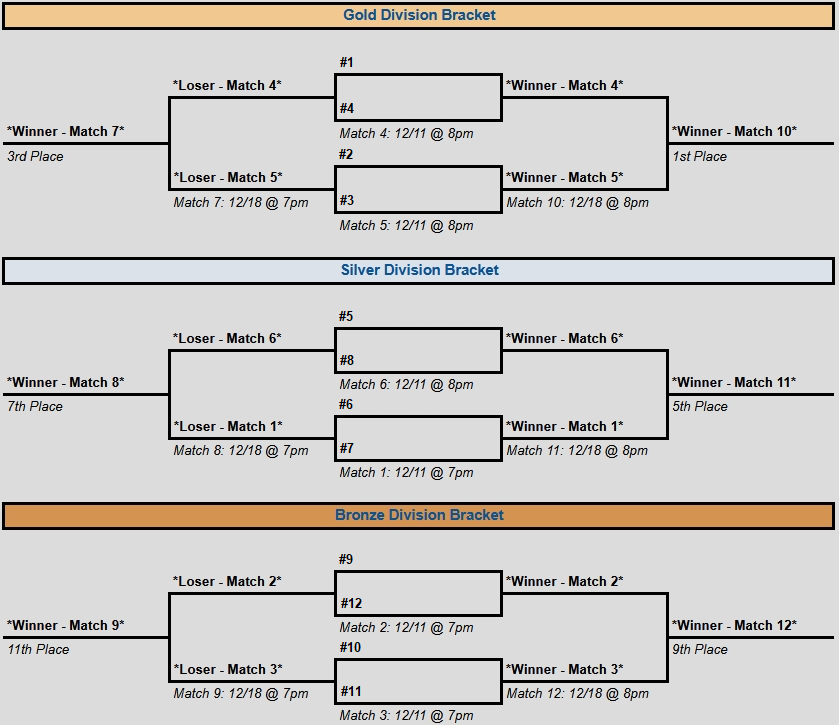 Gold Division Bracket
#1
*Loser - Match 4*
*Winner - Match 4*
#4
*Winner - Match 7*
Match 4: 12/11 @ 8pm
*Winner - Match 10*
3rd Place
#2
1st Place
*Loser - Match 5*
*Winner - Match 5*
Match 7: 12/18 @ 7pm
#3
Match 10: 12/18 @ 8pm
Match 5: 12/11 @ 8pm
Silver Division Bracket
#5
*Loser - Match 6*
*Winner - Match 6*
#8
*Winner - Match 8*
Match 6: 12/11 @ 8pm
*Winner - Match 11*
7th Place
#6
5th Place
*Loser - Match 1*
*Winner - Match 1*
Match 8: 12/18 @ 7pm
#7
Match 11: 12/18 @ 8pm
Match 1: 12/11 @ 7pm
Bronze Division Bracket
#9
*Loser - Match 2*
*Winner - Match 2*
#12
*Winner - Match 9*
Match 2: 12/11 @ 7pm
*Winner - Match 12*
11th Place
#10
9th Place
*Loser - Match 3*
*Winner - Match 3*
Match 9: 12/18 @ 7pm
#11
Match 12: 12/18 @ 8pm
Match 3: 12/11 @ 7pm